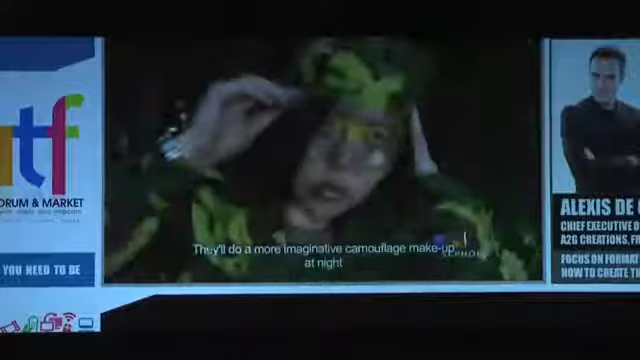 atf
ORUM & MARKET
YOU NEED TO BE
They'll do a more imaginative camouflage make-up
at night
ALEXIS DE
CHIEF EXECUTIVE O
A2G CREATIONS, FR
FOCUS ON FORMAT
HOW TO CREATE TH